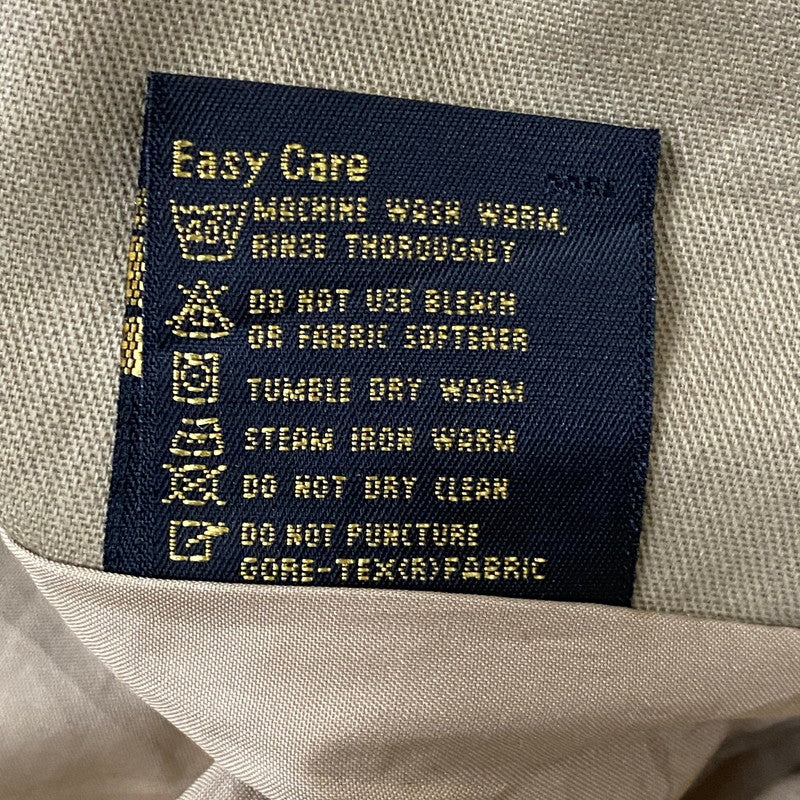 Easy Care
40°
MACHINE WASH WARM,
RINSE THOROUGHLY
DO NOT USE BLEACH
OR FABRIC SOFTENER
TUMBLE DRY WARM
STEAM IRON WARM
DO NOT DRY CLEAN
DO NOT PUNCTURE
GORE-TEX(R)FABRIC